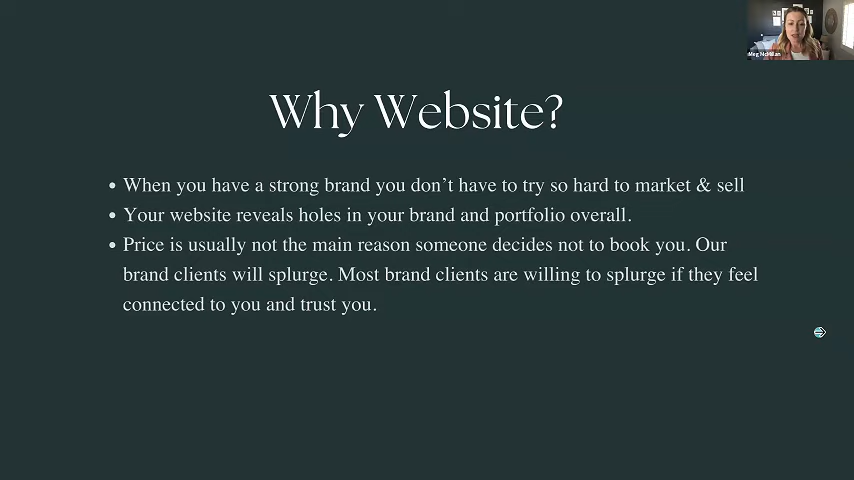 Meg McMillan
Why Website?
• When you have a strong brand you don't have to try so hard to market & sell
• Your website reveals holes in your brand and portfolio overall.
• Price is usually not the main reason someone decides not to book you. Our
brand clients will splurge. Most brand clients are willing to splurge if they feel
connected to you and trust you.